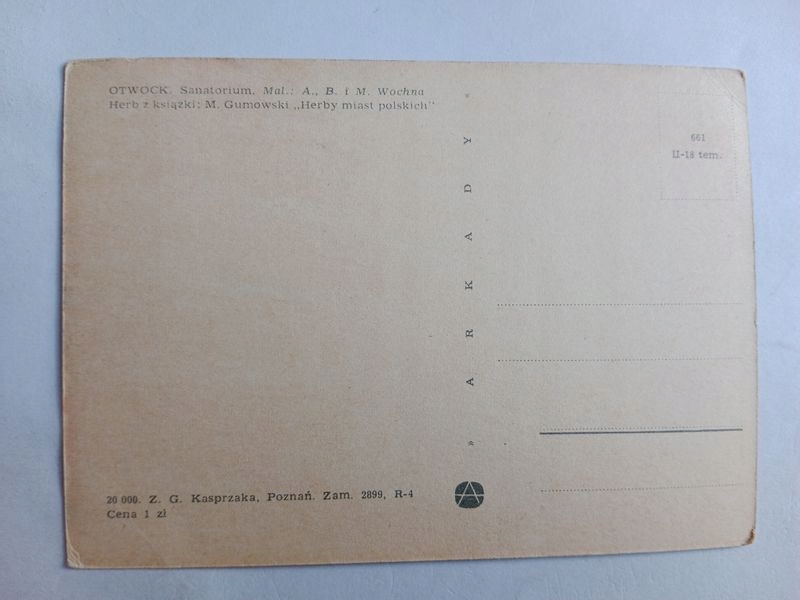 OTWOCK. Sanatorium. Mal.: A., B. i M. Wochna
Herb z książki: M. Gumowski „Herby miast polskich"
661
II-18 tem.
» ARKADY «
20 000. Z. G. Kasprzaka, Poznań. Zam. 2899, R-4
Cena 1 zł